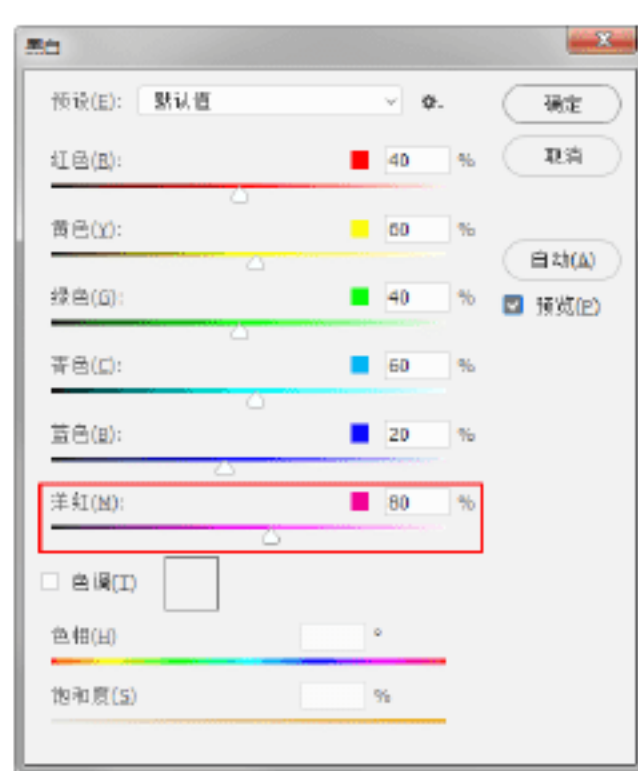 黑白
预设(E): 默认值
确定
红色(R): 40 %
取消
黄色(Y): 60 %
自动(A)
绿色(G): 40 %
预览(P)
青色(C): 60 %
蓝色(B): 20 %
洋红(M): 80 %
色调(T)
色相(H) °
饱和度(S) %